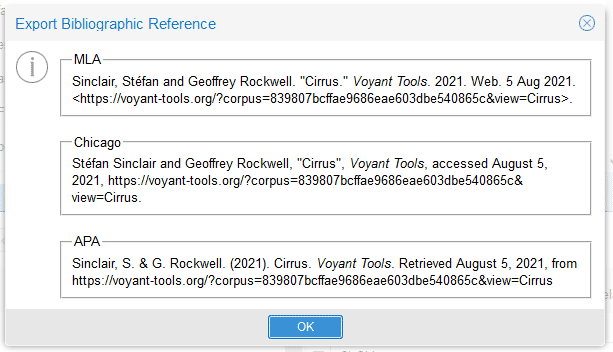 Export Bibliographic Reference
MLA
Sinclair, Stéfan and Geoffrey Rockwell. "Cirrus." Voyant Tools. 2021. Web. 5 Aug 2021.
<https://voyant-tools.org/?corpus=839807bcffae9686eae603dbe540865c&view=Cirrus>.
Chicago
Stéfan Sinclair and Geoffrey Rockwell, "Cirrus", Voyant Tools, accessed August 5,
2021, https://voyant-tools.org/?corpus=839807bcffae9686eae603dbe540865c&
view=Cirrus.
APA
Sinclair, S. & G. Rockwell. (2021). Cirrus. Voyant Tools. Retrieved August 5, 2021, from
https://voyant-tools.org/?corpus=839807bcffae9686eae603dbe540865c&view=Cirrus
OK